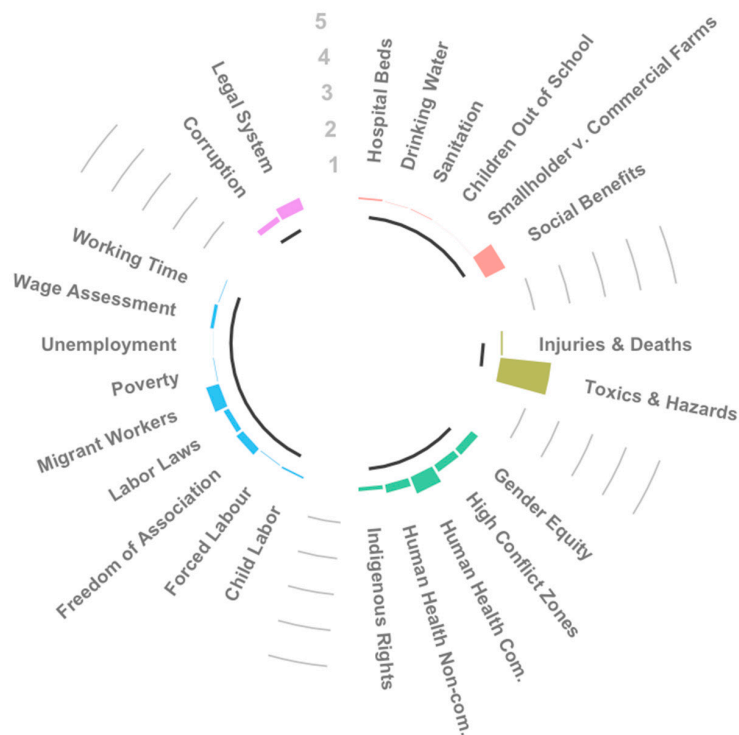 5
4
3
2
1
Hospital Beds
Drinking Water
Sanitation
Children Out of School
Smallholder v. Commercial Farms
Social Benefits
Injuries & Deaths
Toxics & Hazards
Gender Equity
High Conflict Zones
Human Health Com.
Human Health Non-com.
Indigenous Rights
Child Labor
Forced Labour
Freedom of Association
Labor Laws
Migrant Workers
Poverty
Unemployment
Wage Assessment
Working Time
Corruption
Legal System